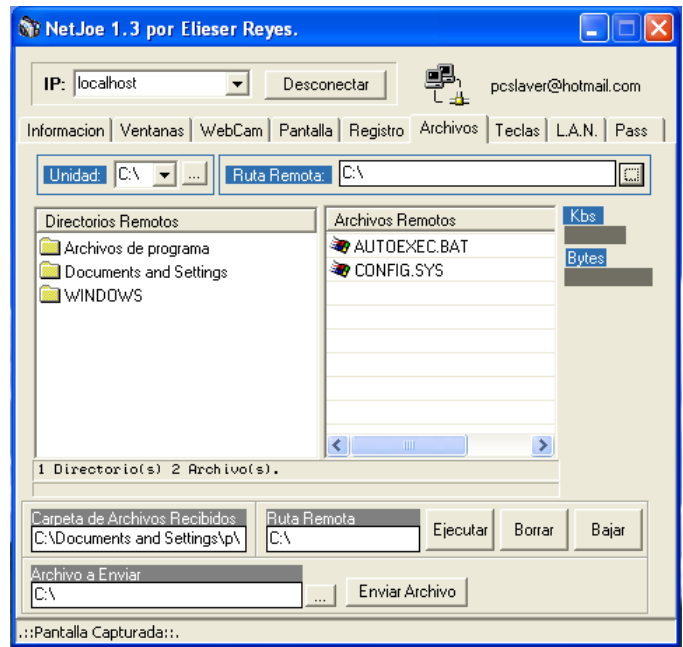 NetJoe 1.3 por Elieser Reyes.
IP: localhost Desconectar pcslaver@hotmail.com
Informacion Ventanas WebCam Pantalla Registro Archivos Teclas L.A.N. Pass
Unidad: C:\ ... Ruta Remota: C:\ ...
Directorios Remotos Archivos Remotos Kbs
Archivos de programa AUTOEXEC.BAT
Documents and Settings CONFIG.SYS Bytes
WINDOWS
1 Directorio(s) 2 Archivo(s).
Carpeta de Archivos Recibidos Ruta Remota
C:\Documents and Settings\p\ C:\ Ejecutar Borrar Bajar
Archivo a Enviar
C:\ ... Enviar Archivo
.::Pantalla Capturada::.